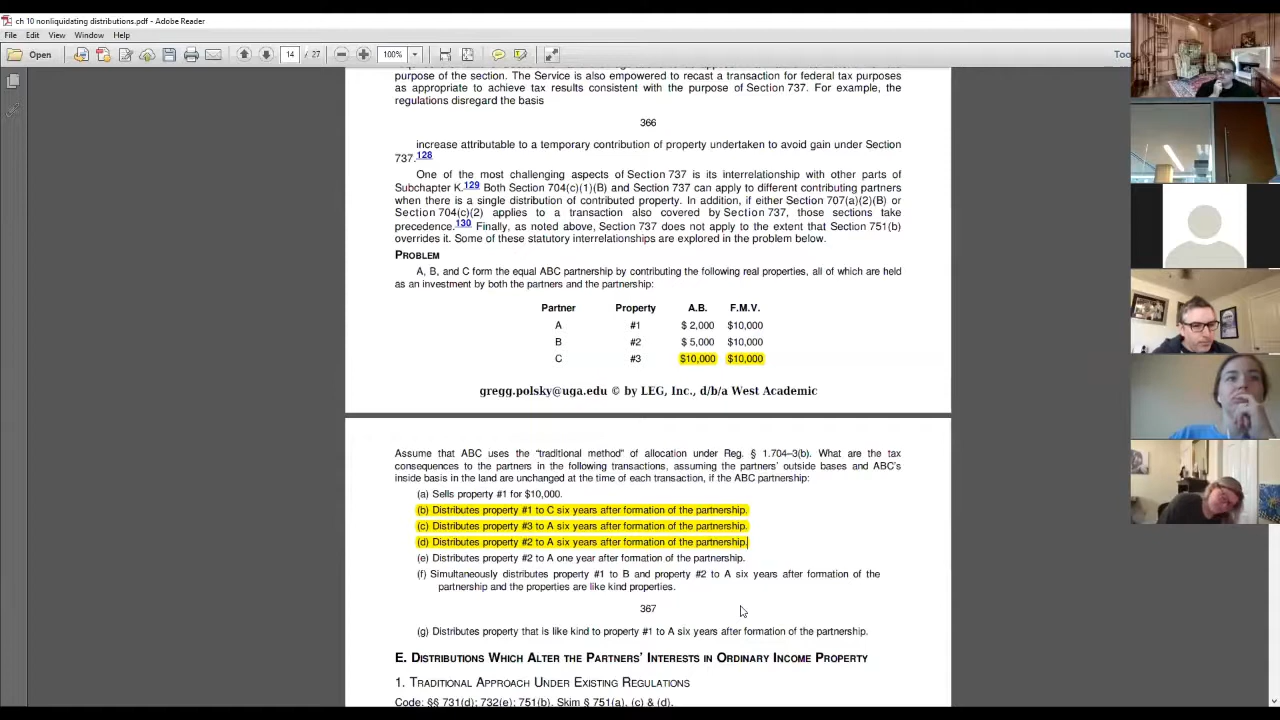 ch 10 nonliquidating distributions.pdf - Adobe Reader
File Edit View Window Help
Open 14 / 27 100% Too
purpose of the section. The Service is also empowered to recast a transaction for federal tax purposes
as appropriate to achieve tax results consistent with the purpose of Section 737. For example, the
regulations disregard the basis
366
increase attributable to a temporary contribution of property undertaken to avoid gain under Section
737.128
One of the most challenging aspects of Section 737 is its interrelationship with other parts of
Subchapter K.129 Both Section 704(c)(1)(B) and Section 737 can apply to different contributing partners
when there is a single distribution of contributed property. In addition, if either Section 707(a)(2)(B) or
Section 704(c)(2) applies to a transaction also covered by Section 737, those sections take
precedence.130 Finally, as noted above, Section 737 does not apply to the extent that Section 751(b)
overrides it. Some of these statutory interrelationships are explored in the problem below.
PROBLEM
A, B, and C form the equal ABC partnership by contributing the following real properties, all of which are held
as an investment by both the partners and the partnership:
Partner Property A.B. F.M.V.
A #1 $ 2,000 $10,000
B #2 $ 5,000 $10,000
C #3 $10,000 $10,000
gregg.polsky@uga.edu © by LEG, Inc., d/b/a West Academic
Assume that ABC uses the "traditional method" of allocation under Reg. § 1.704–3(b). What are the tax
consequences to the partners in the following transactions, assuming the partners' outside bases and ABC's
inside basis in the land are unchanged at the time of each transaction, if the ABC partnership:
(a) Sells property #1 for $10,000.
(b) Distributes property #1 to C six years after formation of the partnership.
(c) Distributes property #3 to A six years after formation of the partnership.
(d) Distributes property #2 to A six years after formation of the partnership.
(e) Distributes property #2 to A one year after formation of the partnership.
(f) Simultaneously distributes property #1 to B and property #2 to A six years after formation of the
partnership and the properties are like kind properties.
367
(g) Distributes property that is like kind to property #1 to A six years after formation of the partnership.
E. DISTRIBUTIONS WHICH ALTER THE PARTNERS' INTERESTS IN ORDINARY INCOME PROPERTY
1. TRADITIONAL APPROACH UNDER EXISTING REGULATIONS
Code: §§ 731(d); 732(e); 751(b). Skim § 751(a), (c) & (d).